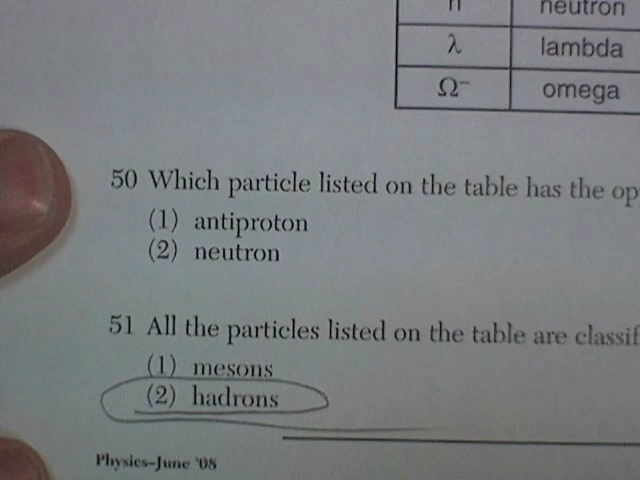 n neutron
λ lambda
Ω⁻ omega
50 Which particle listed on the table has the op
(1) antiproton
(2) neutron
51 All the particles listed on the table are classif
(1) mesons
(2) hadrons
Physics–June '08